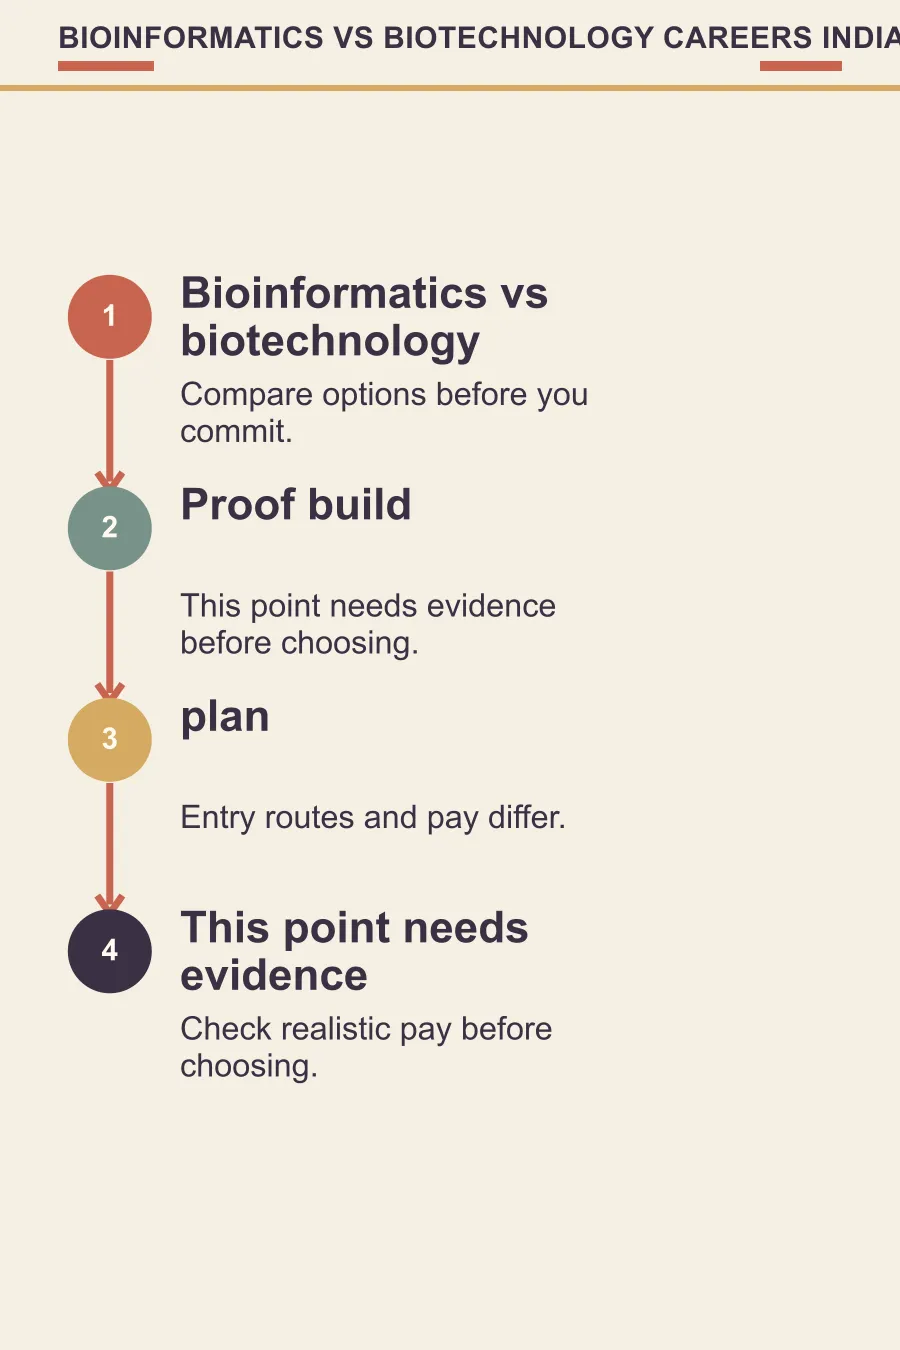 BIOINFORMATICS VS BIOTECHNOLOGY CAREERS INDIA
1
Bioinformatics vs
biotechnology
Compare options before you
commit.
2
Proof build
This point needs evidence
before choosing.
3
plan
Entry routes and pay differ.
4
This point needs
evidence
Check realistic pay before
choosing.